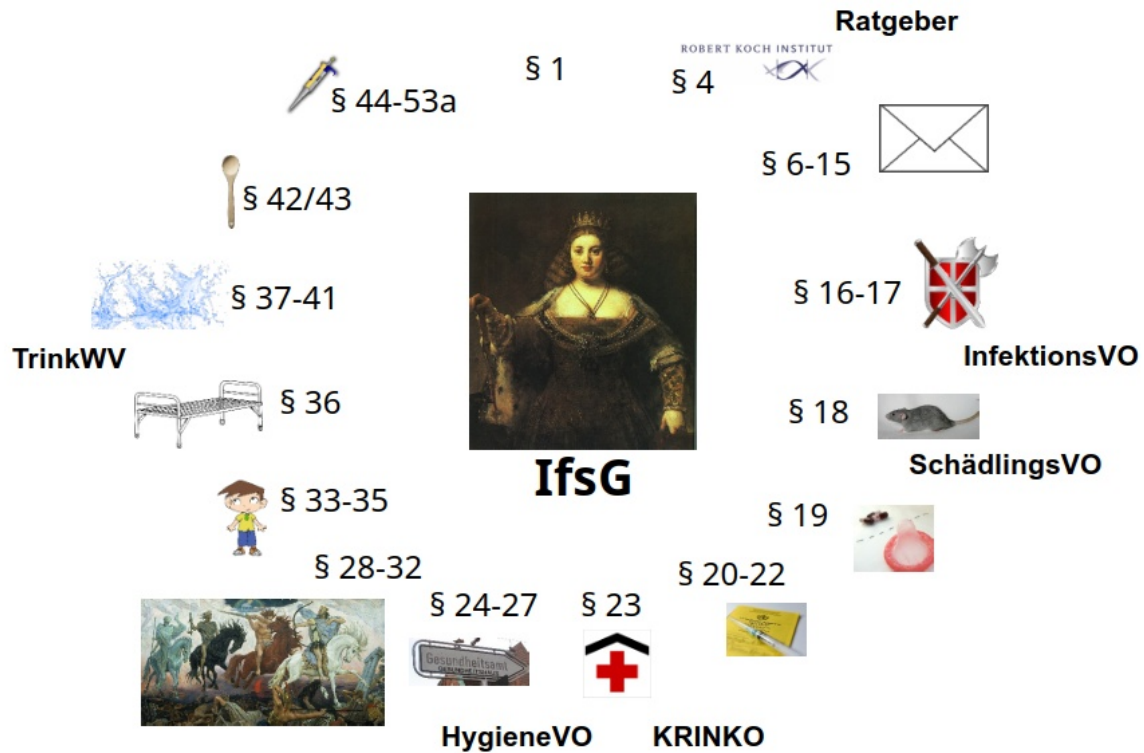 Ratgeber
ROBERT KOCH INSTITUT
§ 1
§ 4
§ 44-53a
§ 6-15
§ 42/43
§ 37-41
§ 16-17
TrinkWV
InfektionsVO
§ 36
§ 18
SchädlingsVO
IfsG
§ 33-35
§ 19
§ 28-32
§ 20-22
§ 24-27
§ 23
Gesundheitsamt
HygieneVO
KRINKO